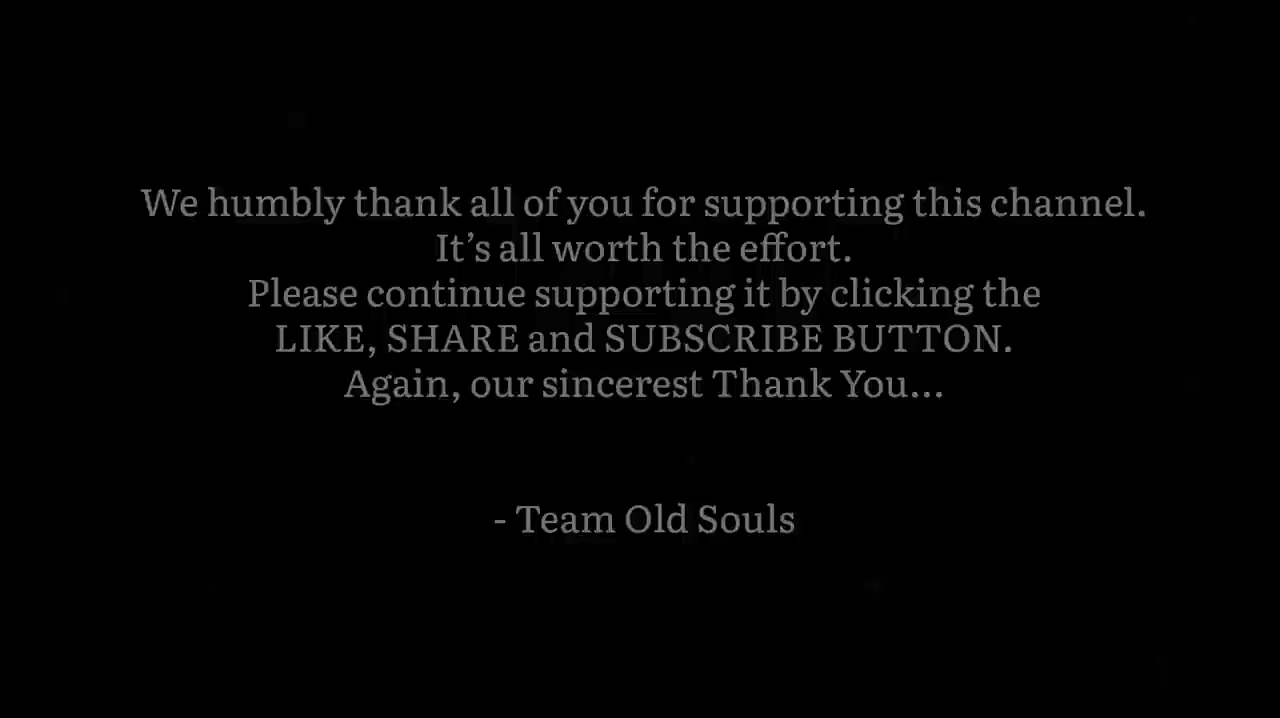 We humbly thank all of you for supporting this channel.
It’s all worth the effort.
Please continue supporting it by clicking the
LIKE, SHARE and SUBSCRIBE BUTTON.
Again, our sincerest Thank You...
- Team Old Souls